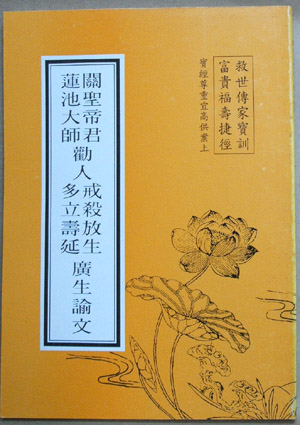 救世傳家寶訓
富貴福壽捷徑
寶經尊重宜高供案上
關聖帝君
蓮池大師
勸人
戒殺放生
多立壽延
廣生論文